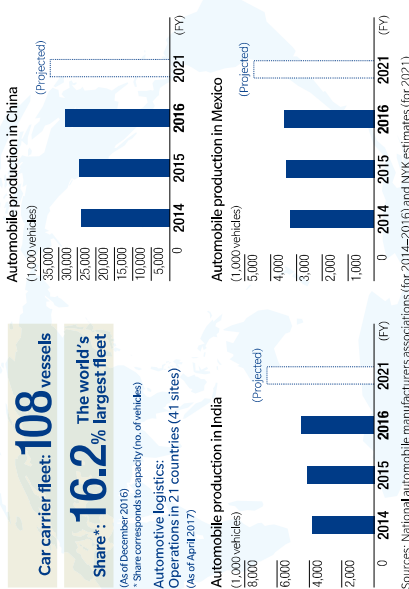 Car carrier fleet: 108 vessels
Share*: 16.2% The world's largest fleet
(As of December 2016)
* Share corresponds to capacity (no. of vehicles)
Automotive logistics:
Operations in 21 countries (41 sites)
(As of April 2017)
Automobile production in China
(1,000 vehicles)
35,000
30,000
25,000
20,000
15,000
10,000
5,000
0
(Projected)
2014 2015 2016 2021 (FY)
Automobile production in India
(1,000 vehicles)
8,000
6,000
4,000
2,000
0
(Projected)
2014 2015 2016 2021 (FY)
Automobile production in Mexico
(1,000 vehicles)
5,000
4,000
3,000
2,000
1,000
0
(Projected)
2014 2015 2016 2021 (FY)
Sources: National automobile manufacturers associations (for 2014–2016) and NYK estimates (for 2021)